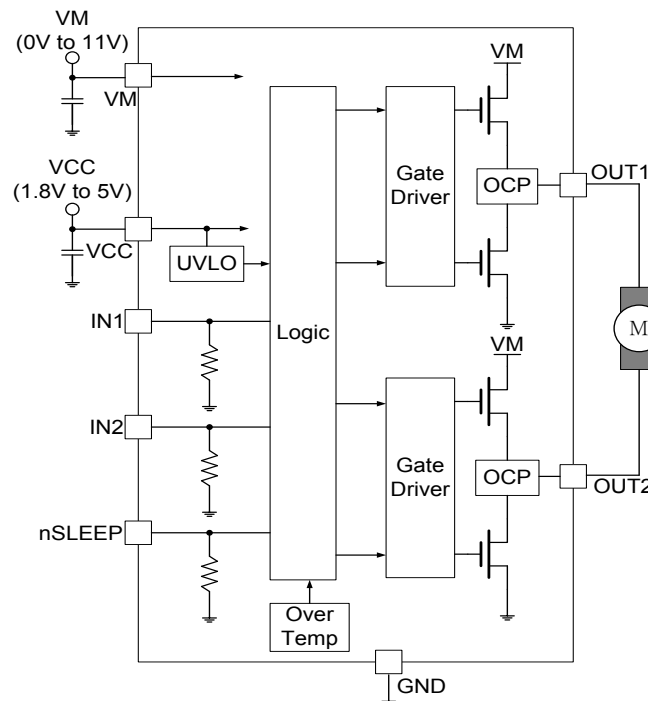 VM
(0V to 11V)
VM
VCC
(1.8V to 5V)
VCC
UVLO
IN1
IN2
nSLEEP
Logic
Over
Temp
Gate
Driver
VM
OCP
OUT1
M
VM
Gate
Driver
OCP
OUT2
GND